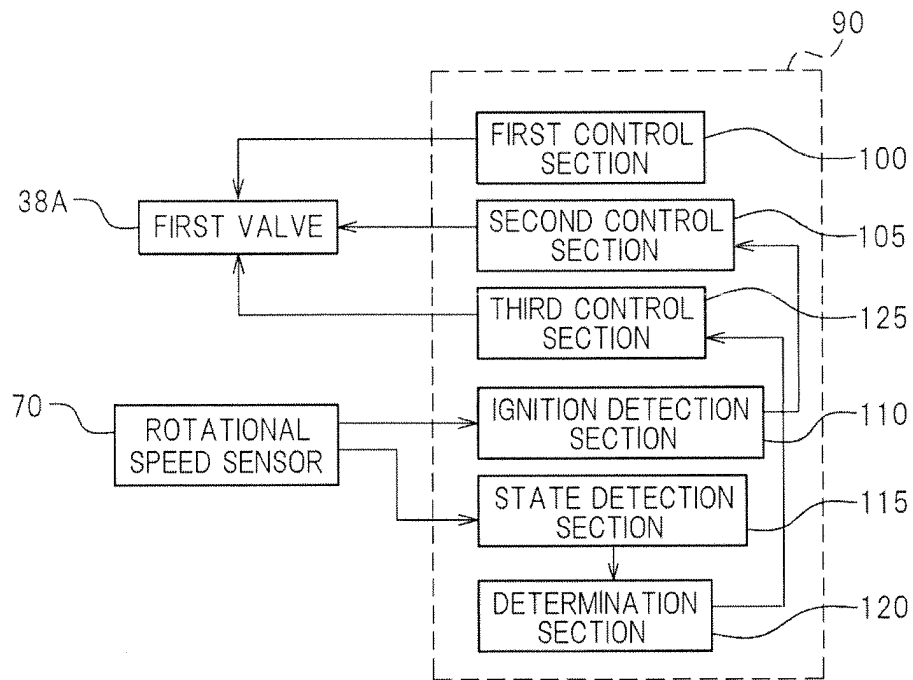 90
FIRST CONTROL
SECTION
100
38A
FIRST VALVE
SECOND CONTROL
SECTION
105
THIRD CONTROL
SECTION
125
70
ROTATIONAL
SPEED SENSOR
IGNITION DETECTION
SECTION
110
STATE DETECTION
SECTION
115
DETERMINATION
SECTION
120